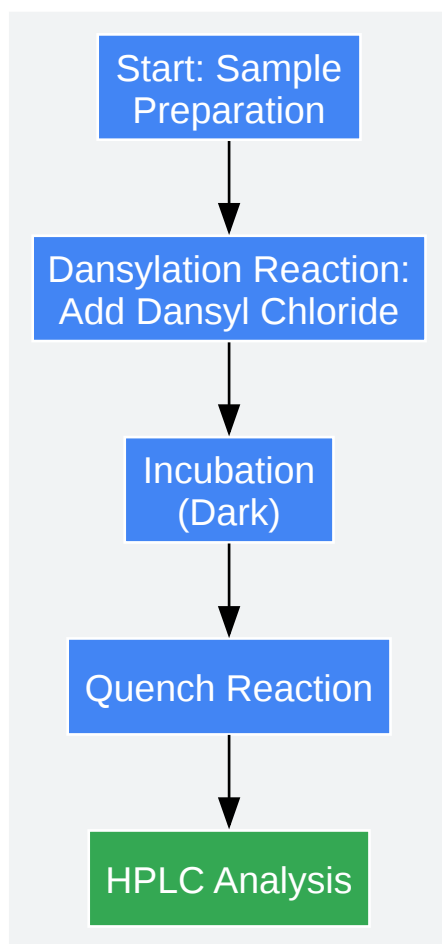 Start: Sample
Preparation
Dansylation Reaction:
Add Dansyl Chloride
Incubation
(Dark)
Quench Reaction
HPLC Analysis